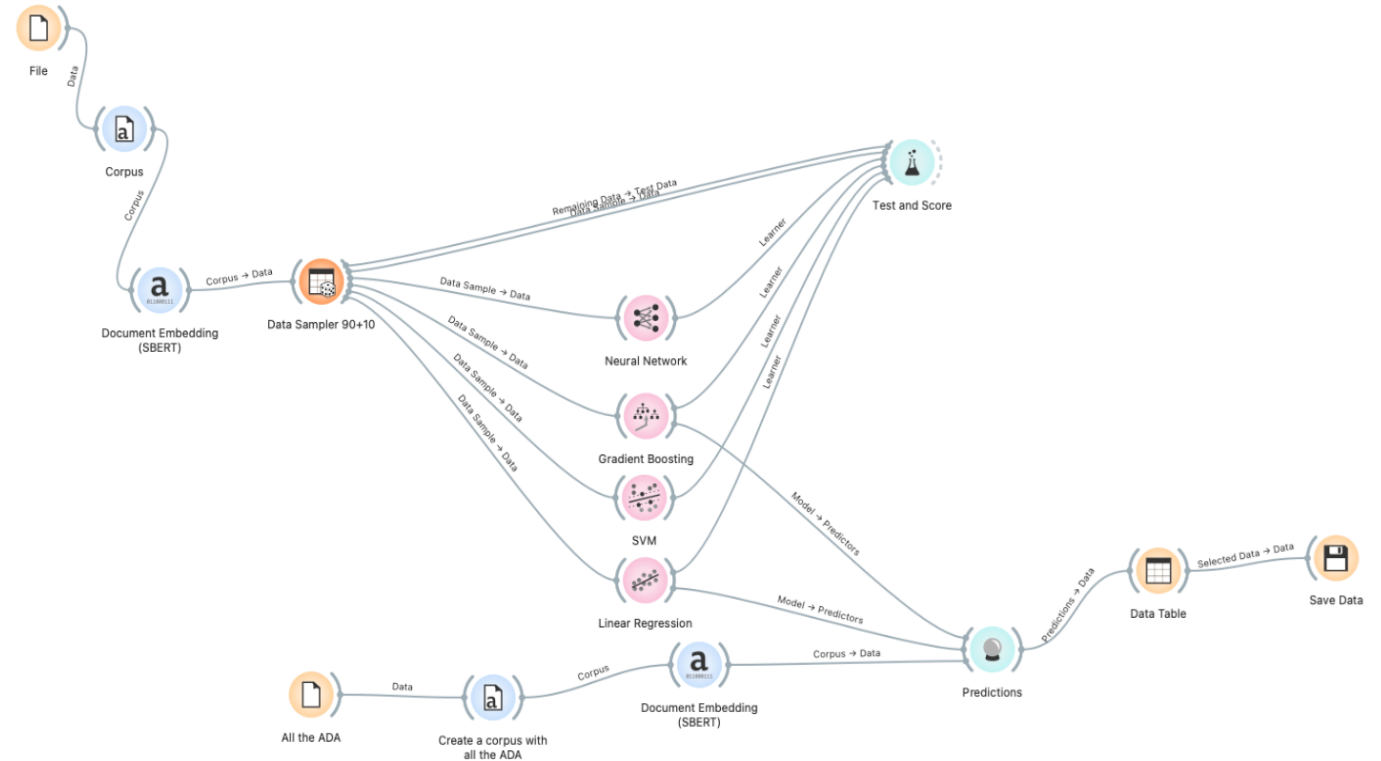 File
Data
Corpus
Corpus
a
a
011000111
Document Embedding
(SBERT)
Corpus → Data
Data Sampler 90+10
Remaining Data → Test Data
Data Sample → Data
Test and Score
Learner
Learner
Learner
Learner
Data Sample → Data
Data Sample → Data
Data Sample → Data
Data Sample → Data
Neural Network
Gradient Boosting
SVM
Linear Regression
Model → Predictors
Model → Predictors
All the ADA
Data
a
Create a corpus with
all the ADA
Corpus
a
011000111
Document Embedding
(SBERT)
Corpus → Data
Predictions
Predictions → Data
Data Table
Selected Data → Data
Save Data